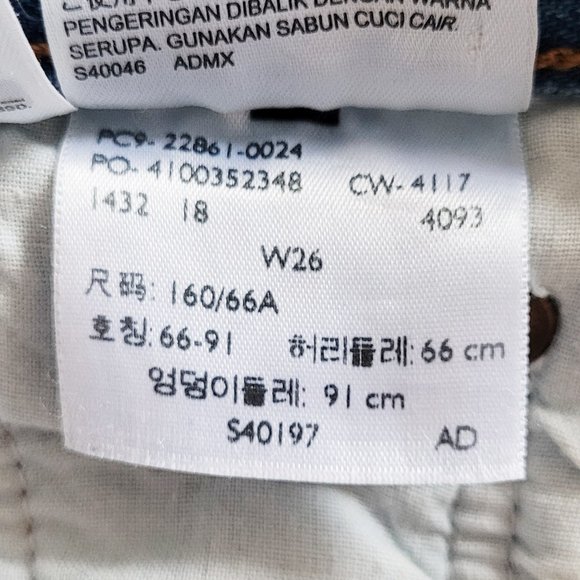 PENGERINGAN DIBALIK DENGAN WARNA
SERUPA. GUNAKAN SABUN CUCI CAIR.
S40046 ADMX
PC9-22861-0024
PO-4100352348 CW-4117
1432 18 4093
W26
尺码: 160/66A
호칭: 66-91 허리둘레: 66 cm
엉덩이둘레: 91 cm
S40197 AD